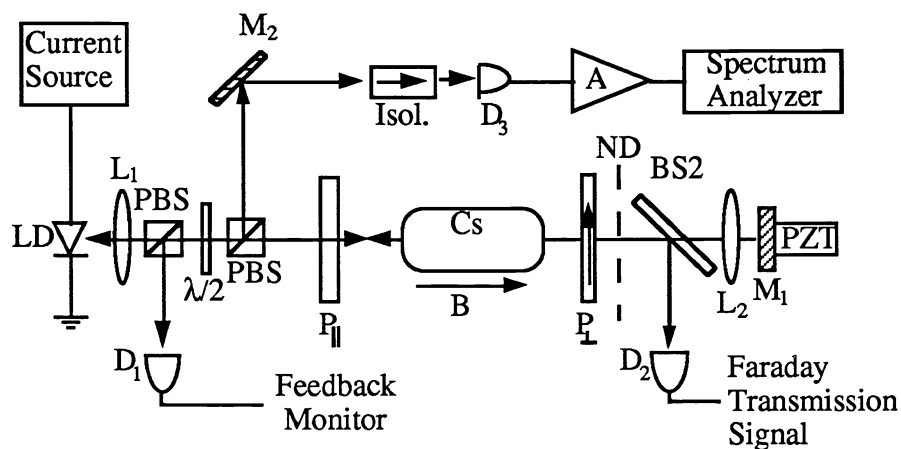 Current
Source
M2
Isol.
D3
A
Spectrum
Analyzer
L1
PBS
LD
λ/2
PBS
P||
Cs
B
P⊥
ND
BS2
L2
M1
PZT
D1
Feedback
Monitor
D2
Faraday
Transmission
Signal